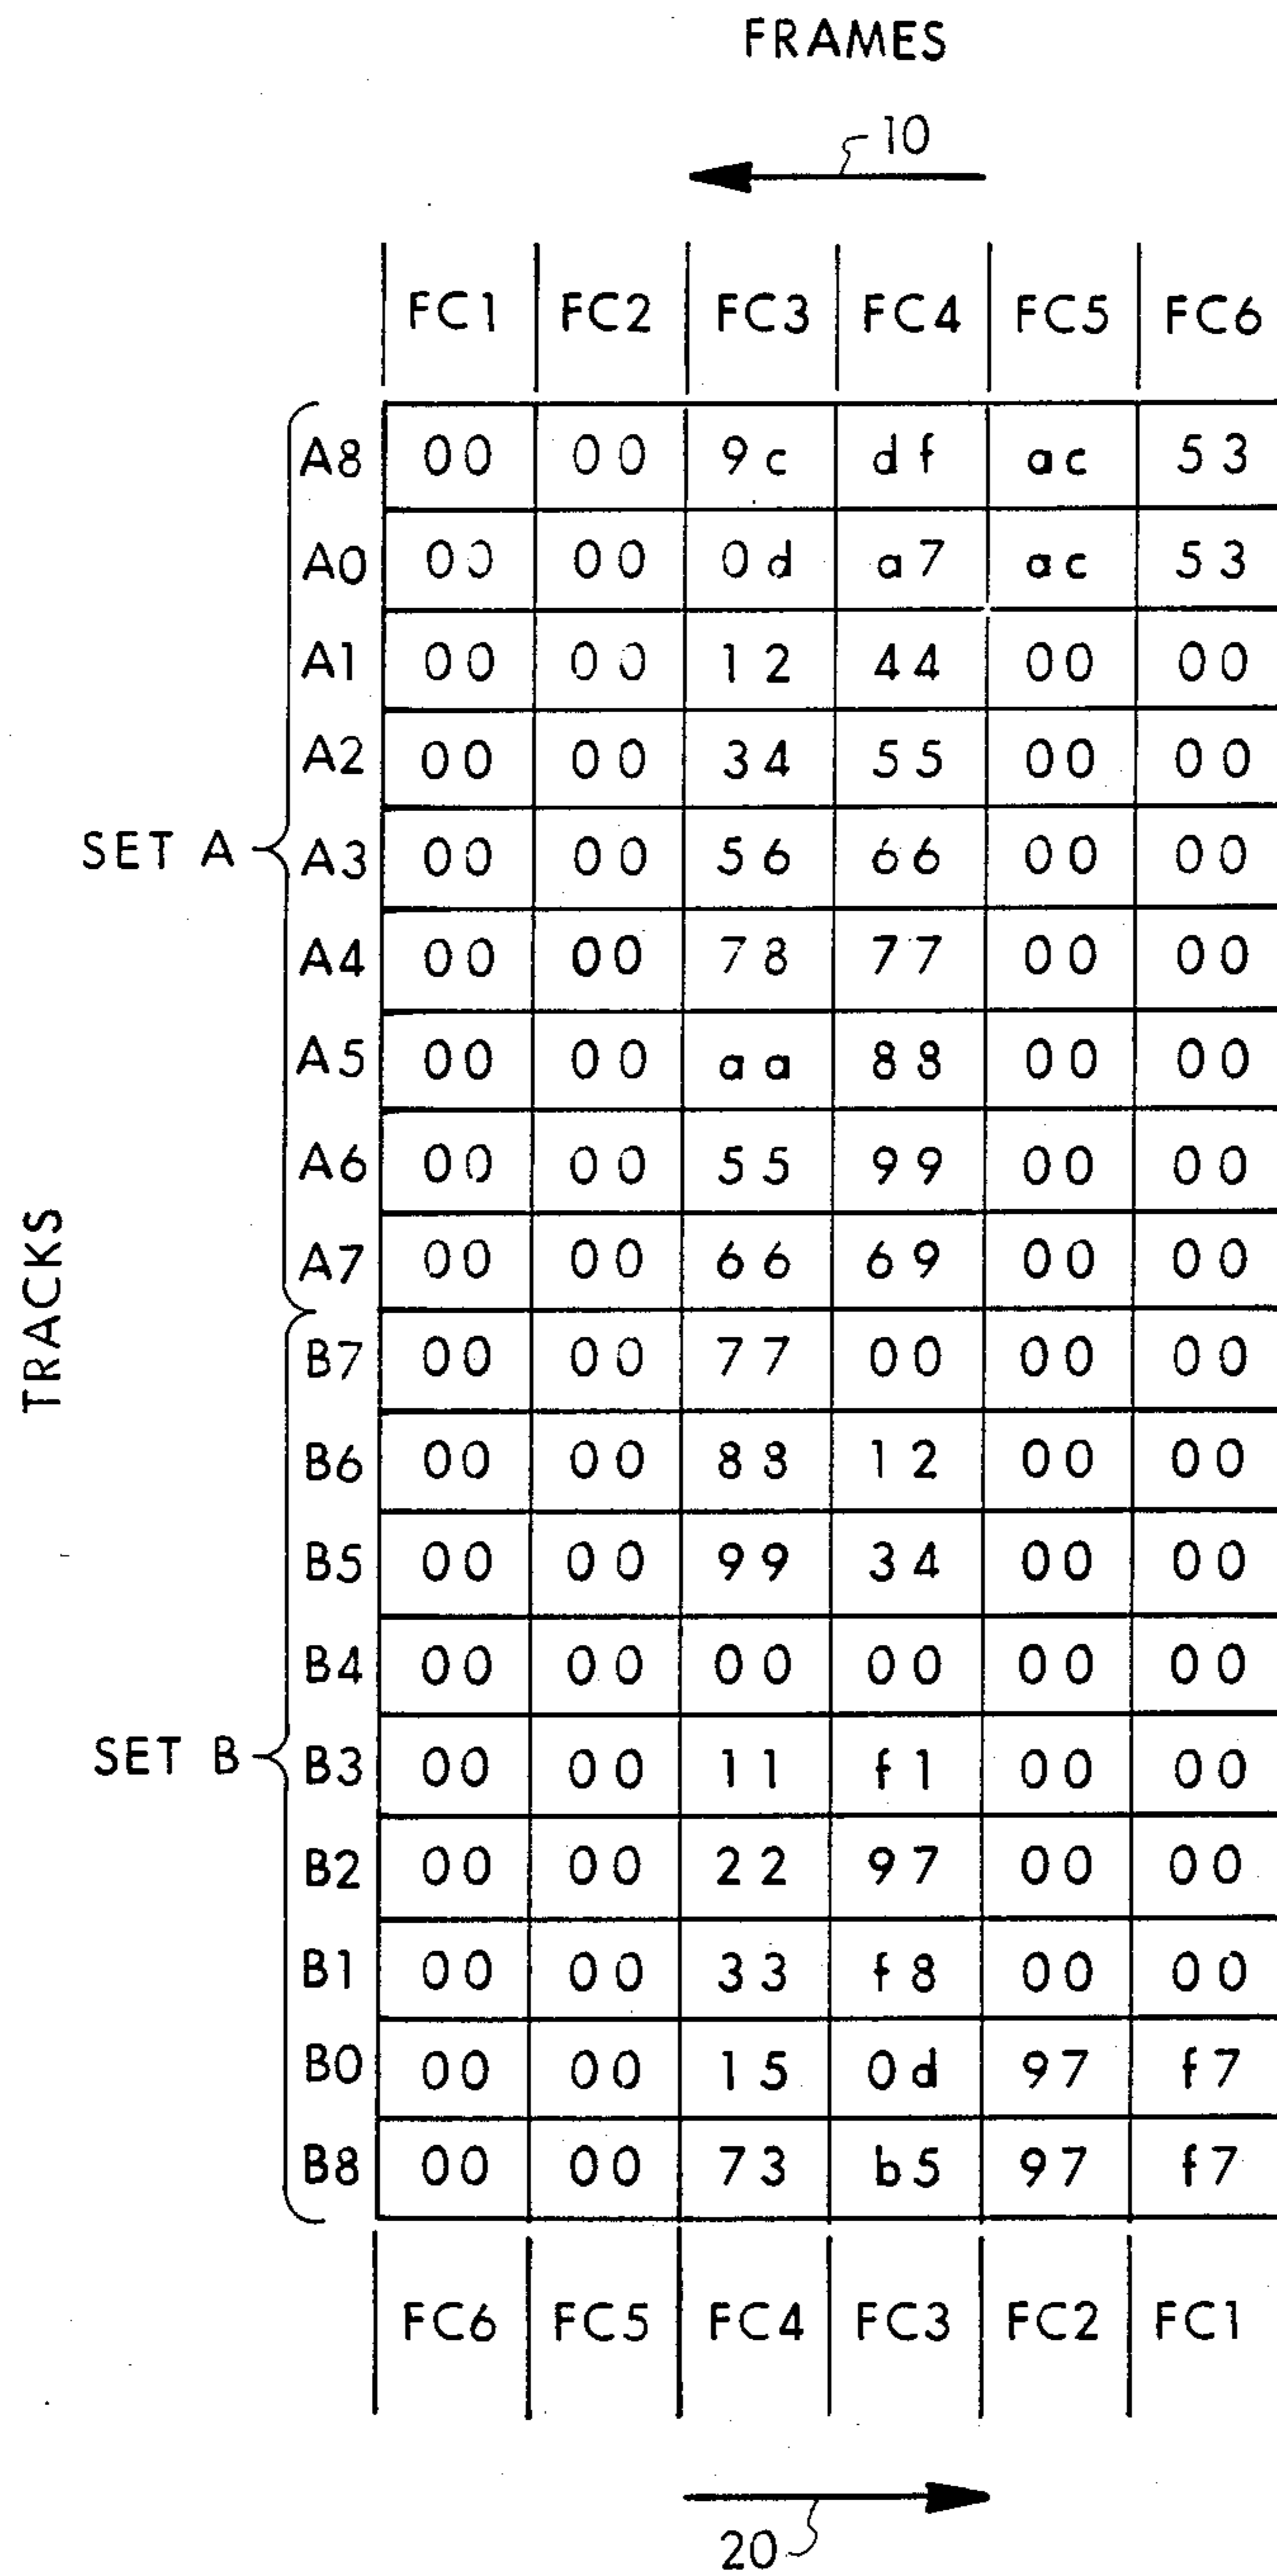 FRAMES
10
FC1 FC2 FC3 FC4 FC5 FC6
A8 00 00 9c df ac 53
A0 00 00 0d a7 ac 53
A1 00 00 12 44 00 00
A2 00 00 34 55 00 00
SET A A3 00 00 56 66 00 00
A4 00 00 78 77 00 00
A5 00 00 aa 88 00 00
A6 00 00 55 99 00 00
A7 00 00 66 69 00 00
TRACKS
B7 00 00 77 00 00 00
B6 00 00 88 12 00 00
B5 00 00 99 34 00 00
B4 00 00 00 00 00 00
SET B B3 00 00 11 f1 00 00
B2 00 00 22 97 00 00
B1 00 00 33 f8 00 00
B0 00 00 15 0d 97 f7
B8 00 00 73 b5 97 f7
FC6 FC5 FC4 FC3 FC2 FC1
20